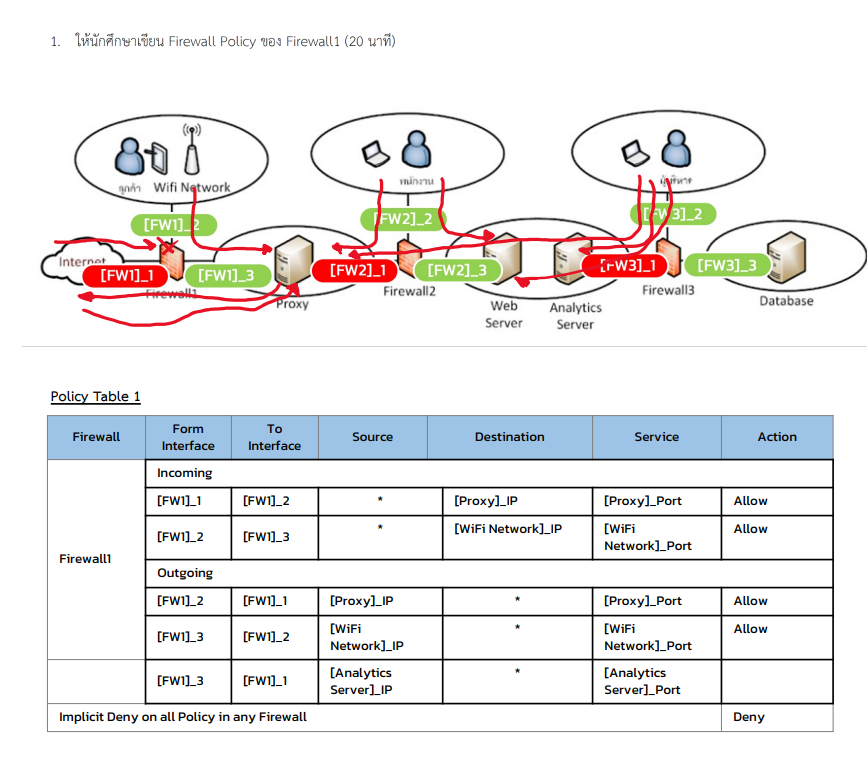 1. ให้นักศึกษาเขียน Firewall Policy ของ Firewall1 (20 นาที)
ลูกค้า Wifi Network
พนักงาน
ผู้บริหาร
[FW1]_2
[FW2]_2
[FW3]_2
Internet
[FW1]_1
[FW1]_3
[FW2]_1
[FW2]_3
[FW3]_1
[FW3]_3
Firewall1
Proxy
Firewall2
Web
Server
Analytics
Server
Firewall3
Database
Policy Table 1
Firewall Form Interface To Interface Source Destination Service Action
Incoming
[FW1]_1 [FW1]_2 * [Proxy]_IP [Proxy]_Port Allow
[FW1]_2 [FW1]_3 * [WiFi Network]_IP [WiFi Network]_Port Allow
Firewall1
Outgoing
[FW1]_2 [FW1]_1 [Proxy]_IP * [Proxy]_Port Allow
[FW1]_3 [FW1]_2 [WiFi Network]_IP * [WiFi Network]_Port Allow
[FW1]_3 [FW1]_1 [Analytics Server]_IP * [Analytics Server]_Port
Implicit Deny on all Policy in any Firewall Deny